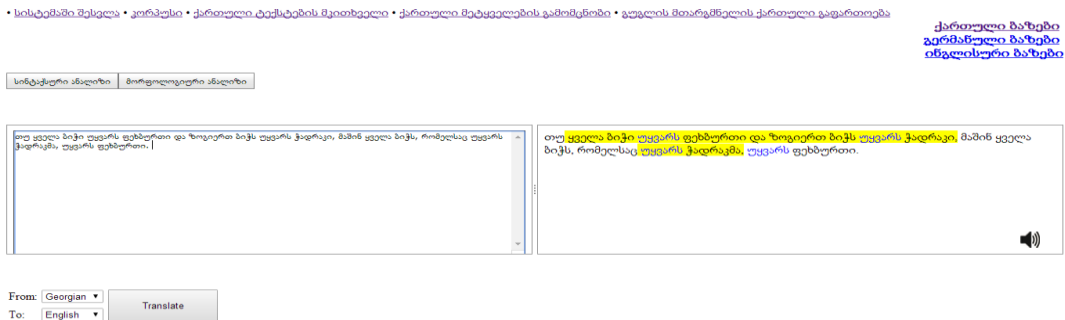 • სისტემაში შესვლა • კორპუსი • ქართული ტექსტების მკითხველი • ქართული მეტყველების გამომცნობი • გუგლის მთარგმნელის ქართული გაფართოება
ქართული ბაზები
გერმანული ბაზები
ინგლისური ბაზები
სინტაქსური ანალიზი მორფოლოგიური ანალიზი
თუ ყველა ბიჭი უყვარს ფეხბურთი და ზოგიერთ ბიჭს უყვარს ჭადრაკი, მაშინ ყველა ბიჭს, რომელსაც უყვარს
ჭადრაკმა, უყვარს ფეხბურთი.
თუ ყველა ბიჭი უყვარს ფეხბურთი და ზოგიერთ ბიჭს უყვარს ჭადრაკი, მაშინ ყველა
ბიჭს, რომელსაც უყვარს ჭადრაკმა, უყვარს ფეხბურთი.
From: Georgian
To: English
Translate